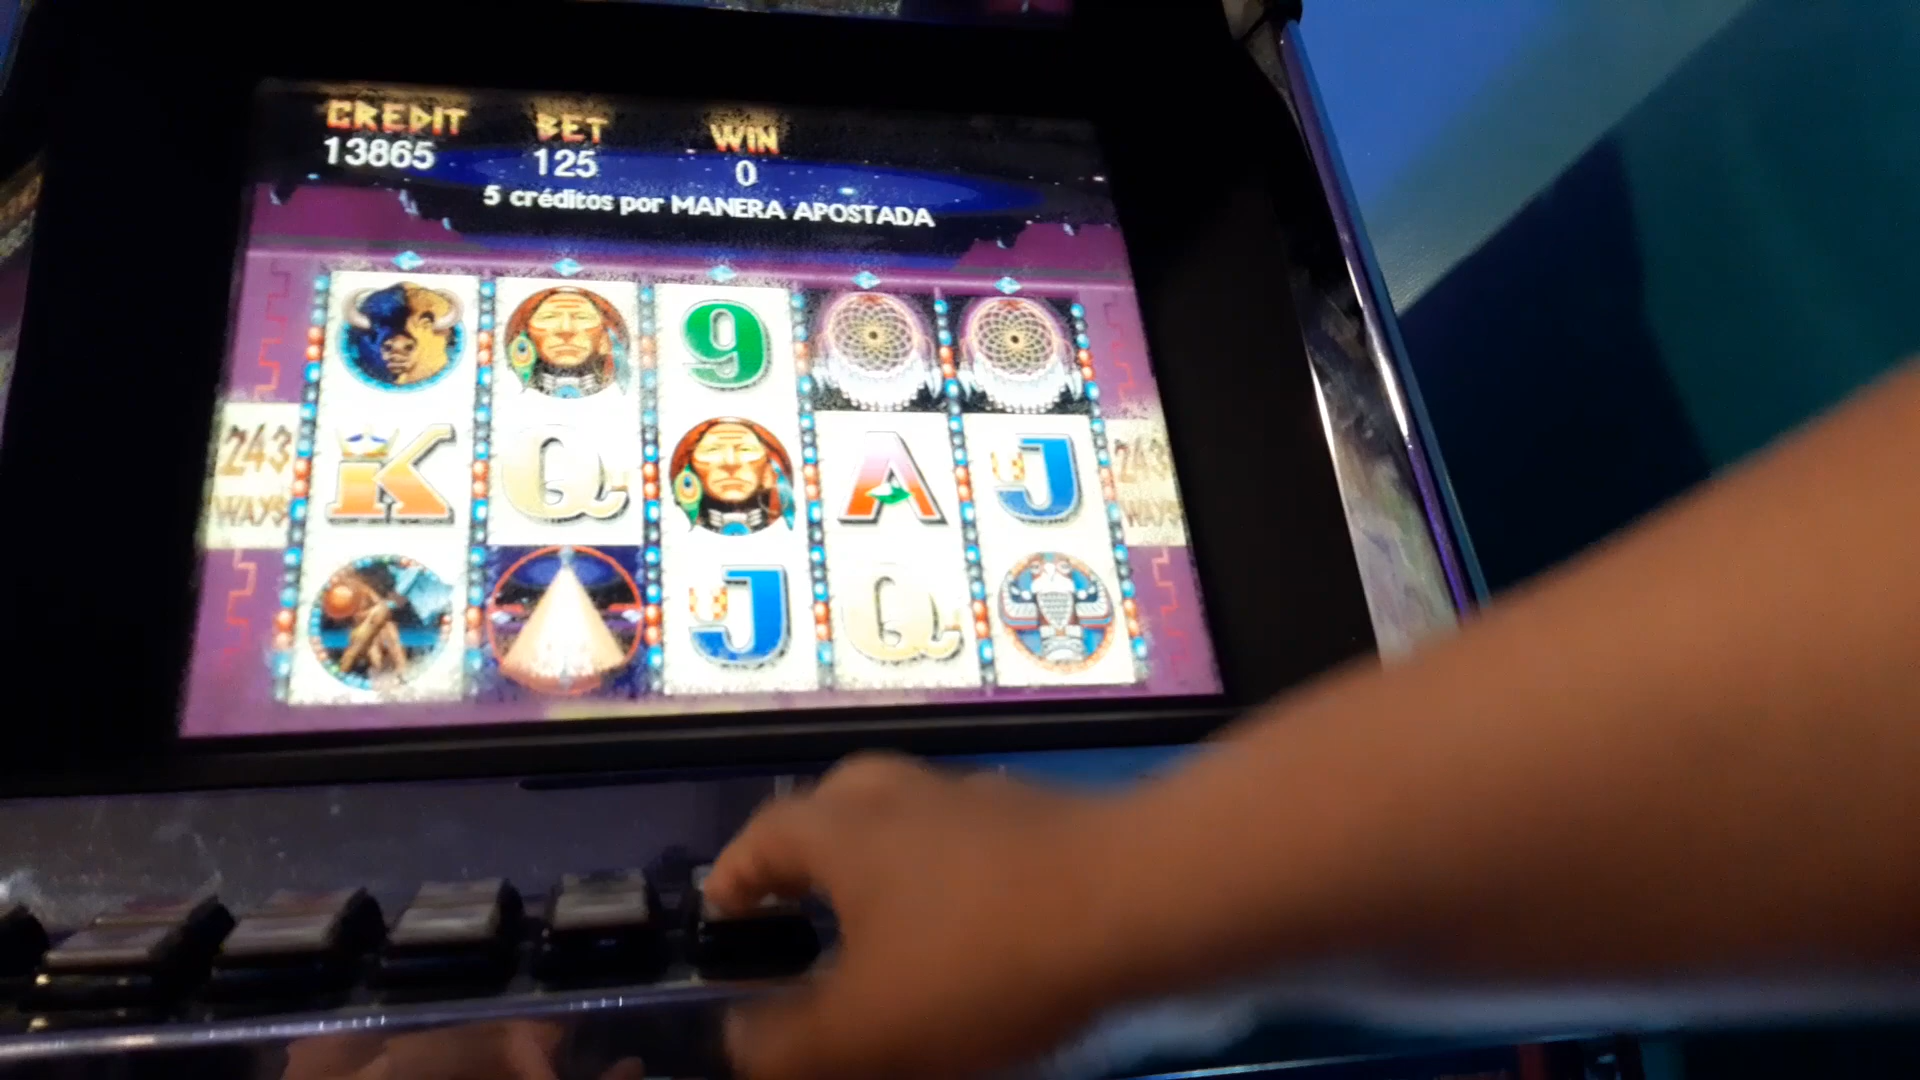 CREDIT BET WIN
13865 125 0
5 créditos por MANERA APOSTADA
9
243 K Q A J 243
WAYS WAYS
J Q